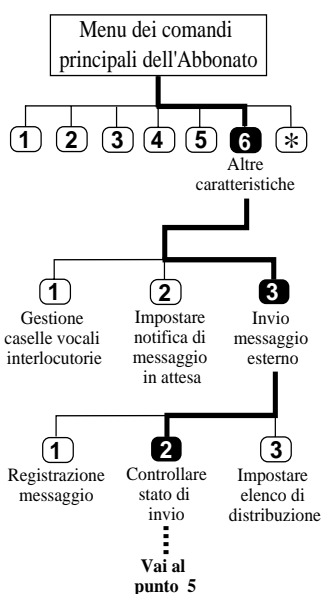 Menu dei comandi
principali dell'Abbonato
1 2 3 4 5 6 *
Altre
caratteristiche
1 2 3
Gestione
caselle vocali
interlocutorie
Impostare
notifica di
messaggio
in attesa
Invio
messaggio
esterno
1 2 3
Registrazione
messaggio
Controllare
stato di
invio
Impostare
elenco di
distribuzione
Vai al
punto 5